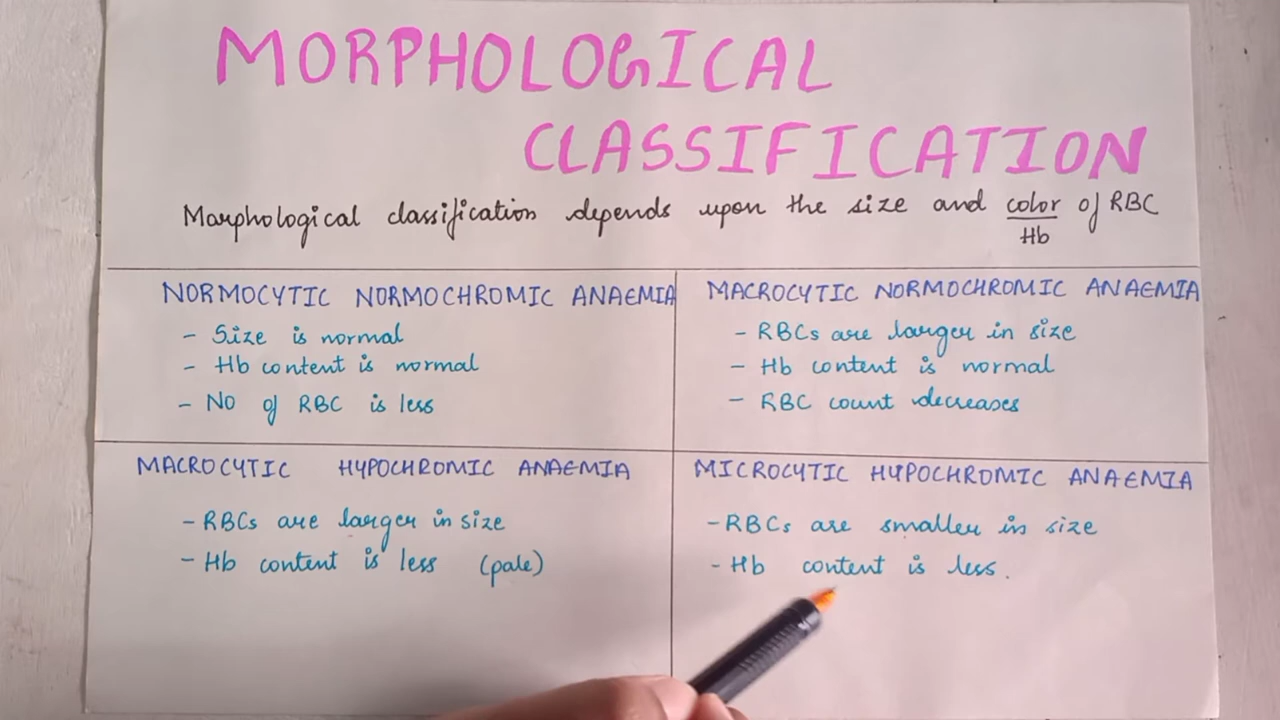 MORPHOLOGICAL
CLASSIFICATION
Morphological classification depends upon the size and color of RBC
Hb
NORMOCYTIC NORMOCHROMIC ANAEMIA
- Size is normal
- Hb content is normal
- No of RBC is less
MACROCYTIC NORMOCHROMIC ANAEMIA
- RBCs are larger in size
- Hb content is normal
- RBC count decreases
MACROCYTIC HYPOCHROMIC ANAEMIA
- RBCs are larger in size
- Hb content is less (pale)
MICROCYTIC HYPOCHROMIC ANAEMIA
- RBCs are smaller in size
- Hb content is less.